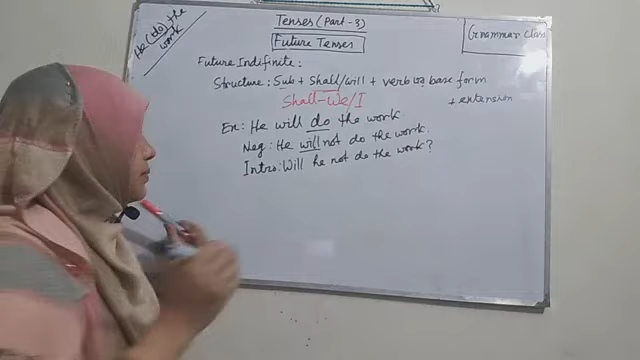 He (do) the
work
Tenses (Part-3)
Grammar Class
Future Tenses
Future Indefinite:
Structure: Sub + Shall/will + verb এর base form
+ extension
Shall-We/I
Ex: He will do the work
Neg: He will not do the work.
Intro: Will he not do the work?